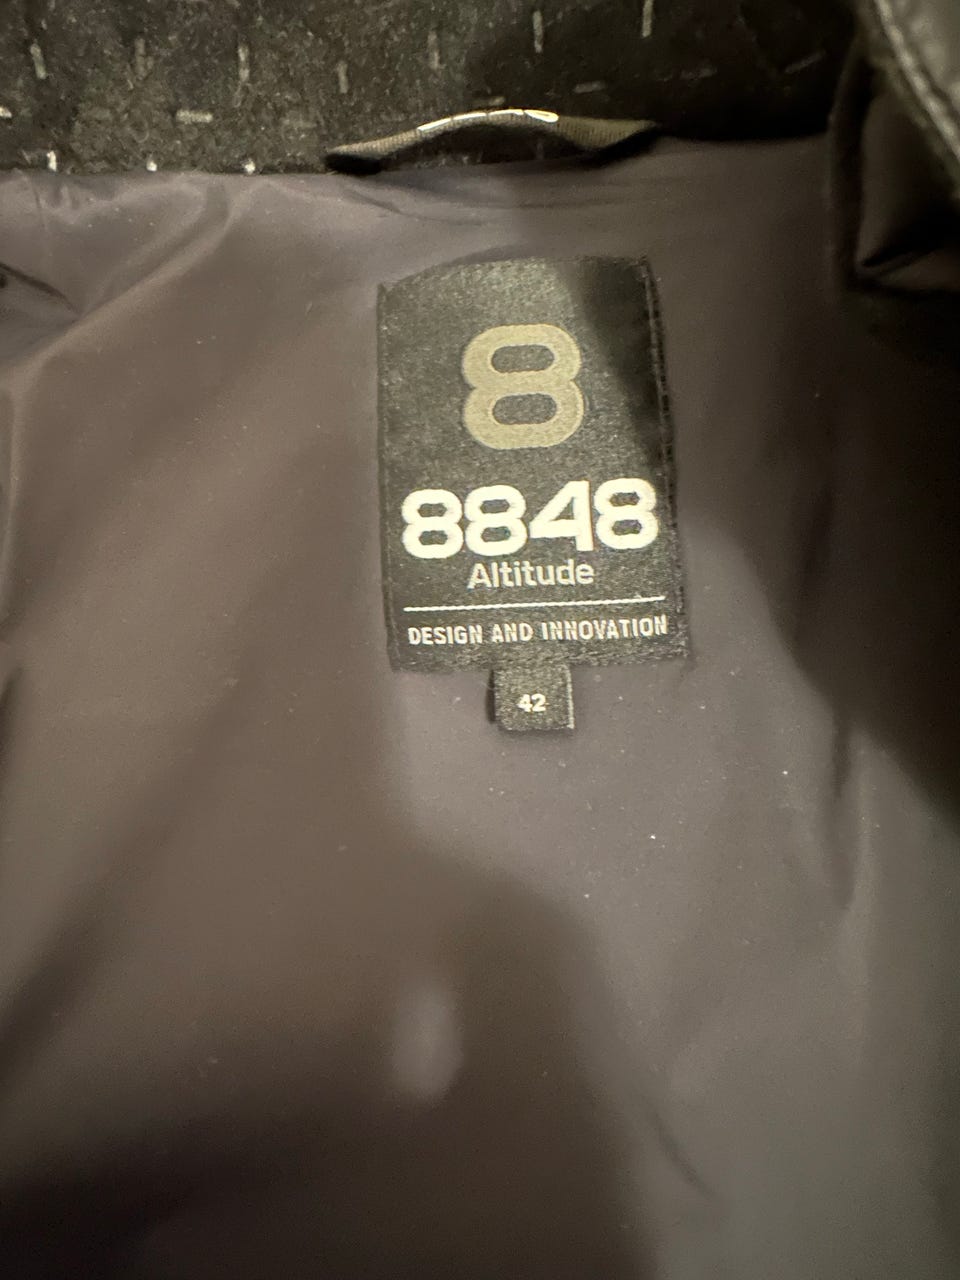 8
8848
Altitude
DESIGN AND INNOVATION
42